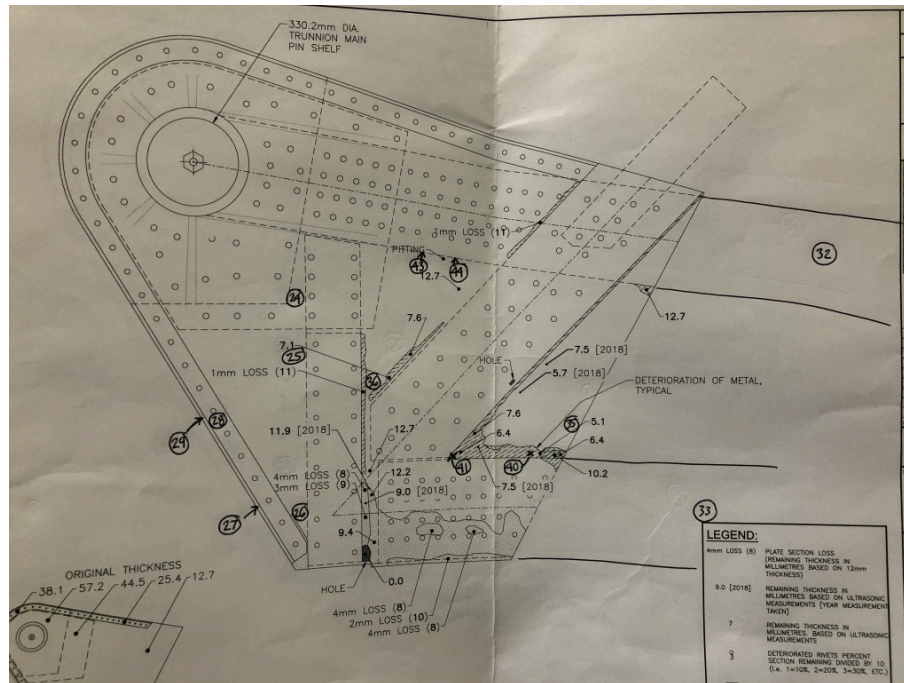 330.2mm DIA.
TRUNNION MAIN
PIN SHELF
1mm LOSS (11)
32
PITTING
43
44
12.7
24
12.7
7.6
7.1
25
36
1mm LOSS (11)
HOLE
7.5 [2018]
5.7 [2018]
DETERIORATION OF METAL,
TYPICAL
28
29
11.9 [2018]
12.7
7.6
6.4
35
5.1
6.4
41
40
10.2
4mm LOSS (8)
3mm LOSS (9)
12.2
9.0 [2018]
7.5 [2018]
27
26
9.4
33
HOLE
0.0
4mm LOSS (8)
2mm LOSS (10)
4mm LOSS (8)
ORIGINAL THICKNESS
38.1
57.2
44.5
25.4
12.7
LEGEND:
4mm LOSS (8) PLATE SECTION LOSS
(REMAINING THICKNESS IN
MILLIMETRES BASED ON 12mm
THICKNESS)
9.0 [2018] REMAINING THICKNESS IN
MILLIMETRES BASED ON ULTRASONIC
MEASUREMENTS [YEAR MEASUREMENT
TAKEN]
7 REMAINING THICKNESS IN
MILLIMETRES, BASED ON ULTRASONIC
MEASUREMENTS
DETERIORATED RIVETS PERCENT
SECTION REMAINING DIVIDED BY 10
(i.e. 1=10%, 2=20%, 3=30%, ETC.)